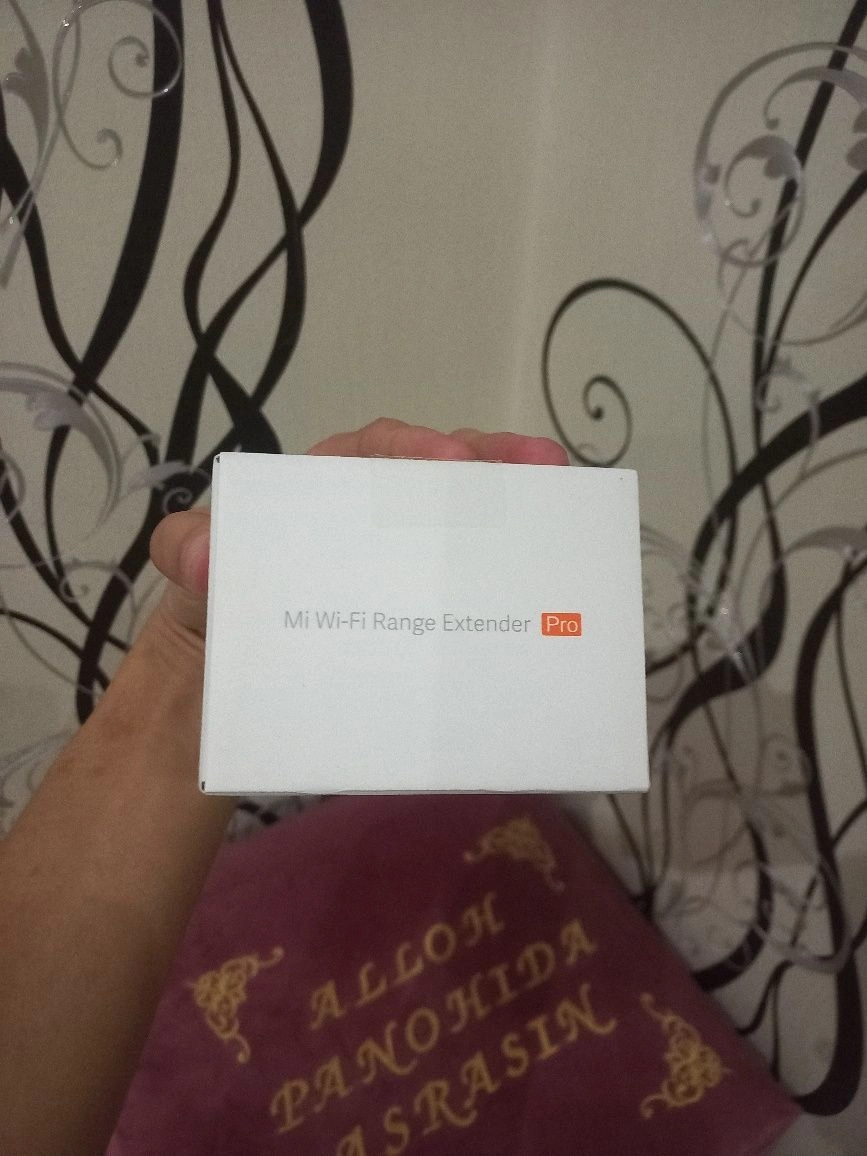 Mi Wi-Fi Range Extender Pro
ALLOH
PANOHIDA
ASRASIN